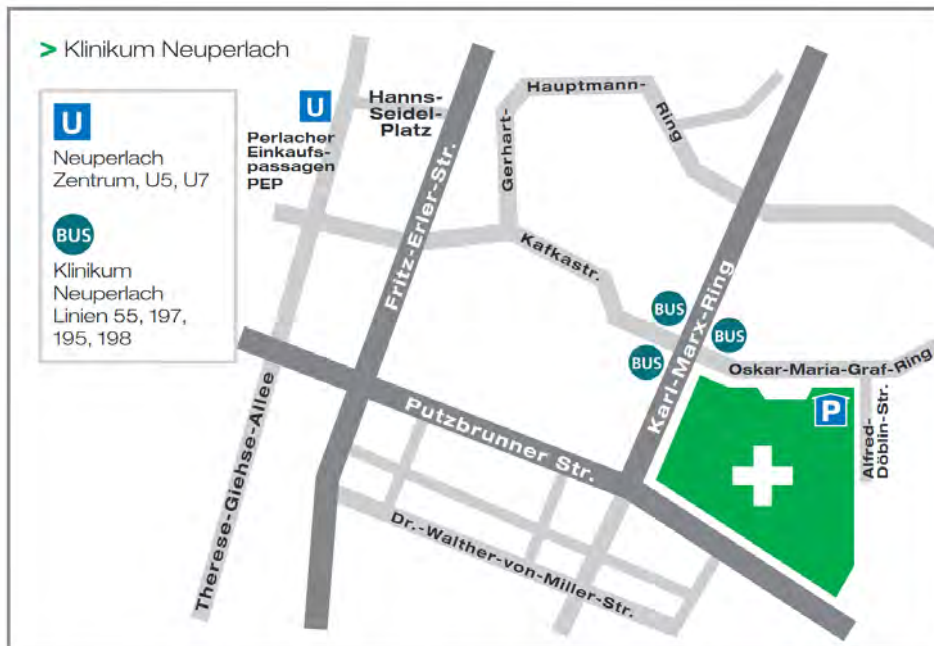 > Klinikum Neuperlach
U
Neuperlach
Zentrum, U5, U7
BUS
Klinikum
Neuperlach
Linien 55, 197,
195, 198
U
Perlacher
Einkaufs-
passagen
PEP
Hanns-
Seidel-
Platz
Fritz-Erler-Str.
Gerhart-
Hauptmann-
Ring
Kafkastr.
Karl-Marx-Ring
BUS
BUS
BUS
Oskar-Maria-Graf-Ring
P
Alfred-
Döblin-Str.
Putzbrunner Str.
Therese-Giehse-Allee
Dr.-Walther-von-Miller-Str.